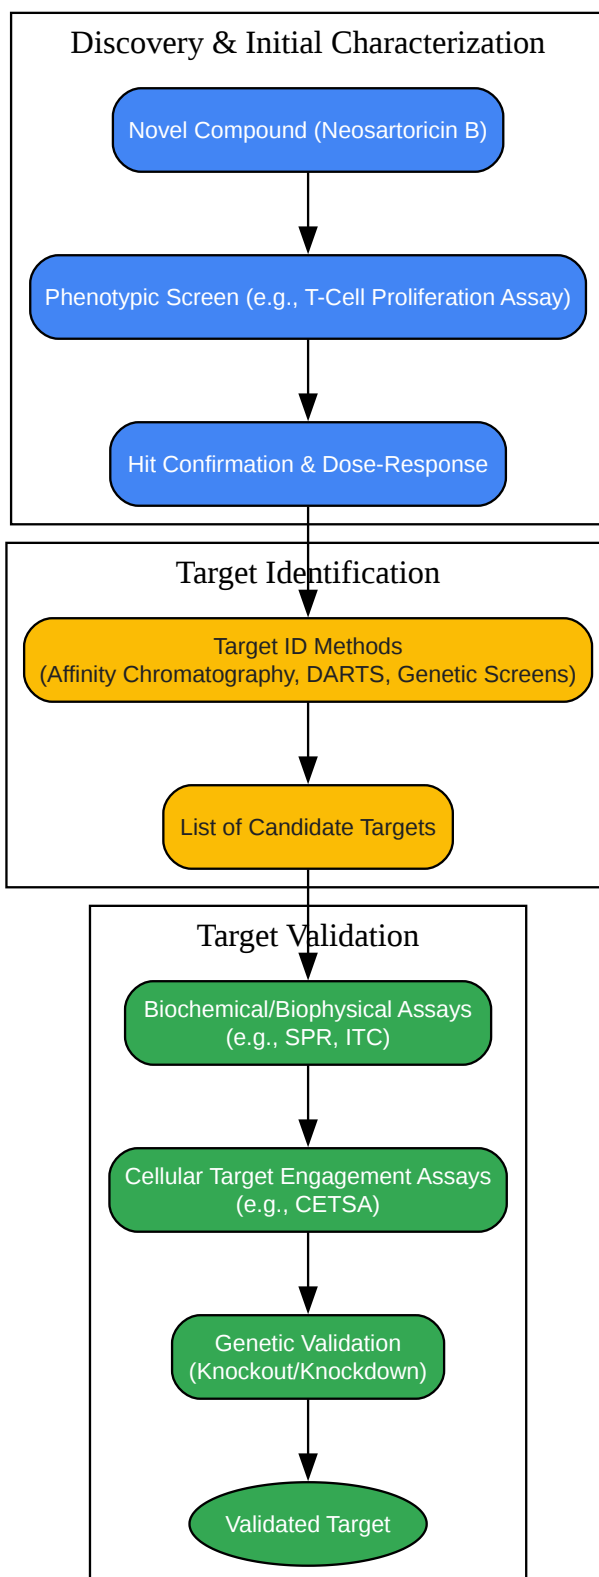 Discovery & Initial Characterization
Novel Compound (Neosartoricin B)
Phenotypic Screen (e.g., T-Cell Proliferation Assay)
Hit Confirmation & Dose-Response
Target Identification
Target ID Methods
(Affinity Chromatography, DARTS, Genetic Screens)
List of Candidate Targets
Target Validation
Biochemical/Biophysical Assays
(e.g., SPR, ITC)
Cellular Target Engagement Assays
(e.g., CETSA)
Genetic Validation
(Knockout/Knockdown)
Validated Target